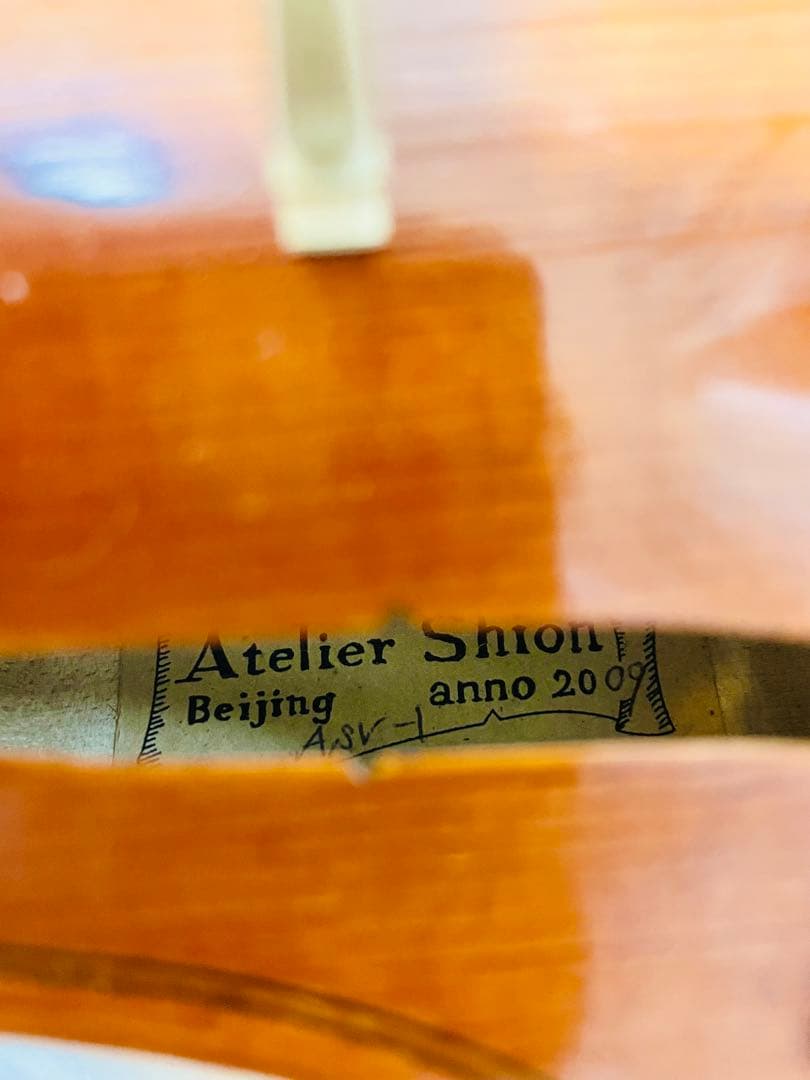 Atelier Shion
Beijing anno 2009
ASV-1